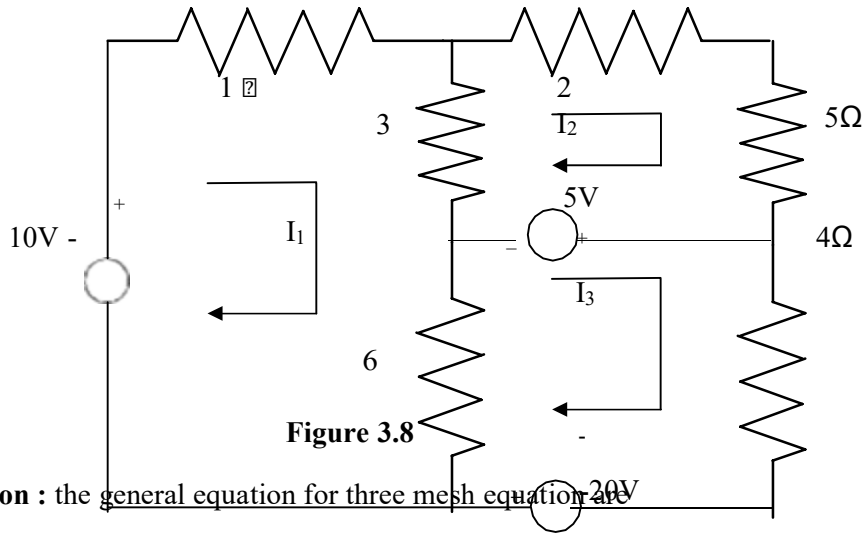 1 �
2
3
I₂
5Ω
5V
+
10V -
I₁
– +
4Ω
I₃
6
Figure 3.8
-
on : the general equation for three mesh equation are
+ -20V